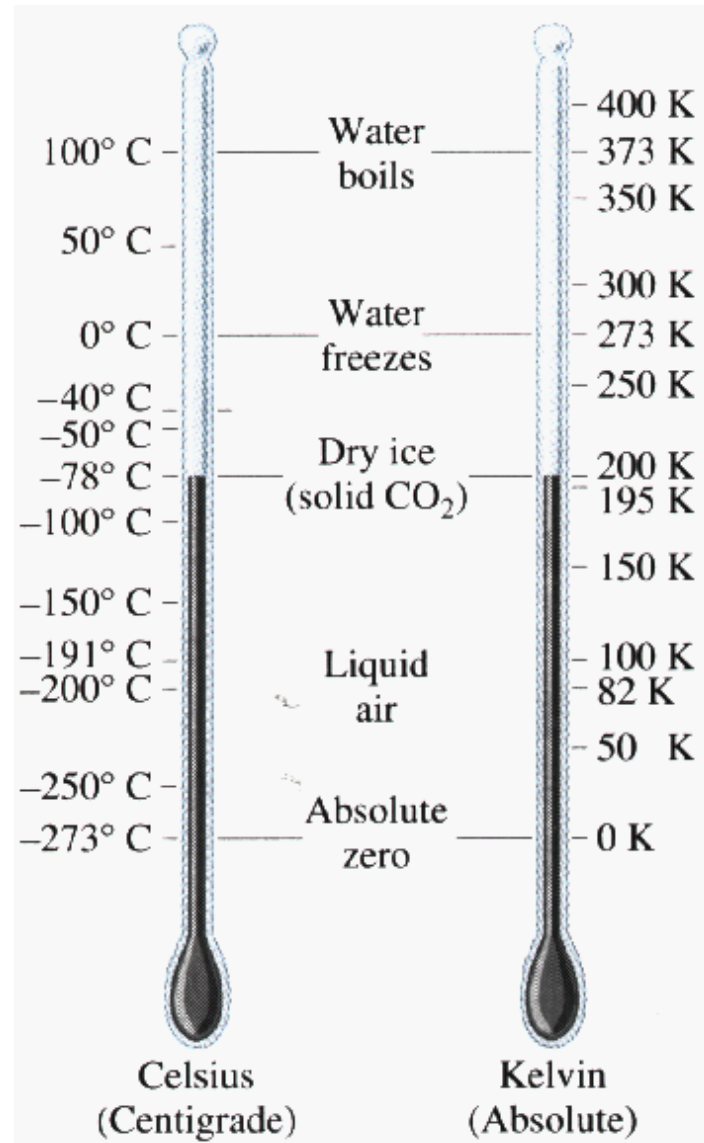 400 K
100° C
Water
boils
373 K
350 K
50° C
300 K
0° C
Water
freezes
273 K
250 K
–40° C
–50° C
–78° C
Dry ice
(solid CO₂)
200 K
195 K
–100° C
150 K
–150° C
–191° C
Liquid
air
100 K
–200° C
82 K
50 K
–250° C
–273° C
Absolute
zero
0 K
Celsius
(Centigrade)
Kelvin
(Absolute)